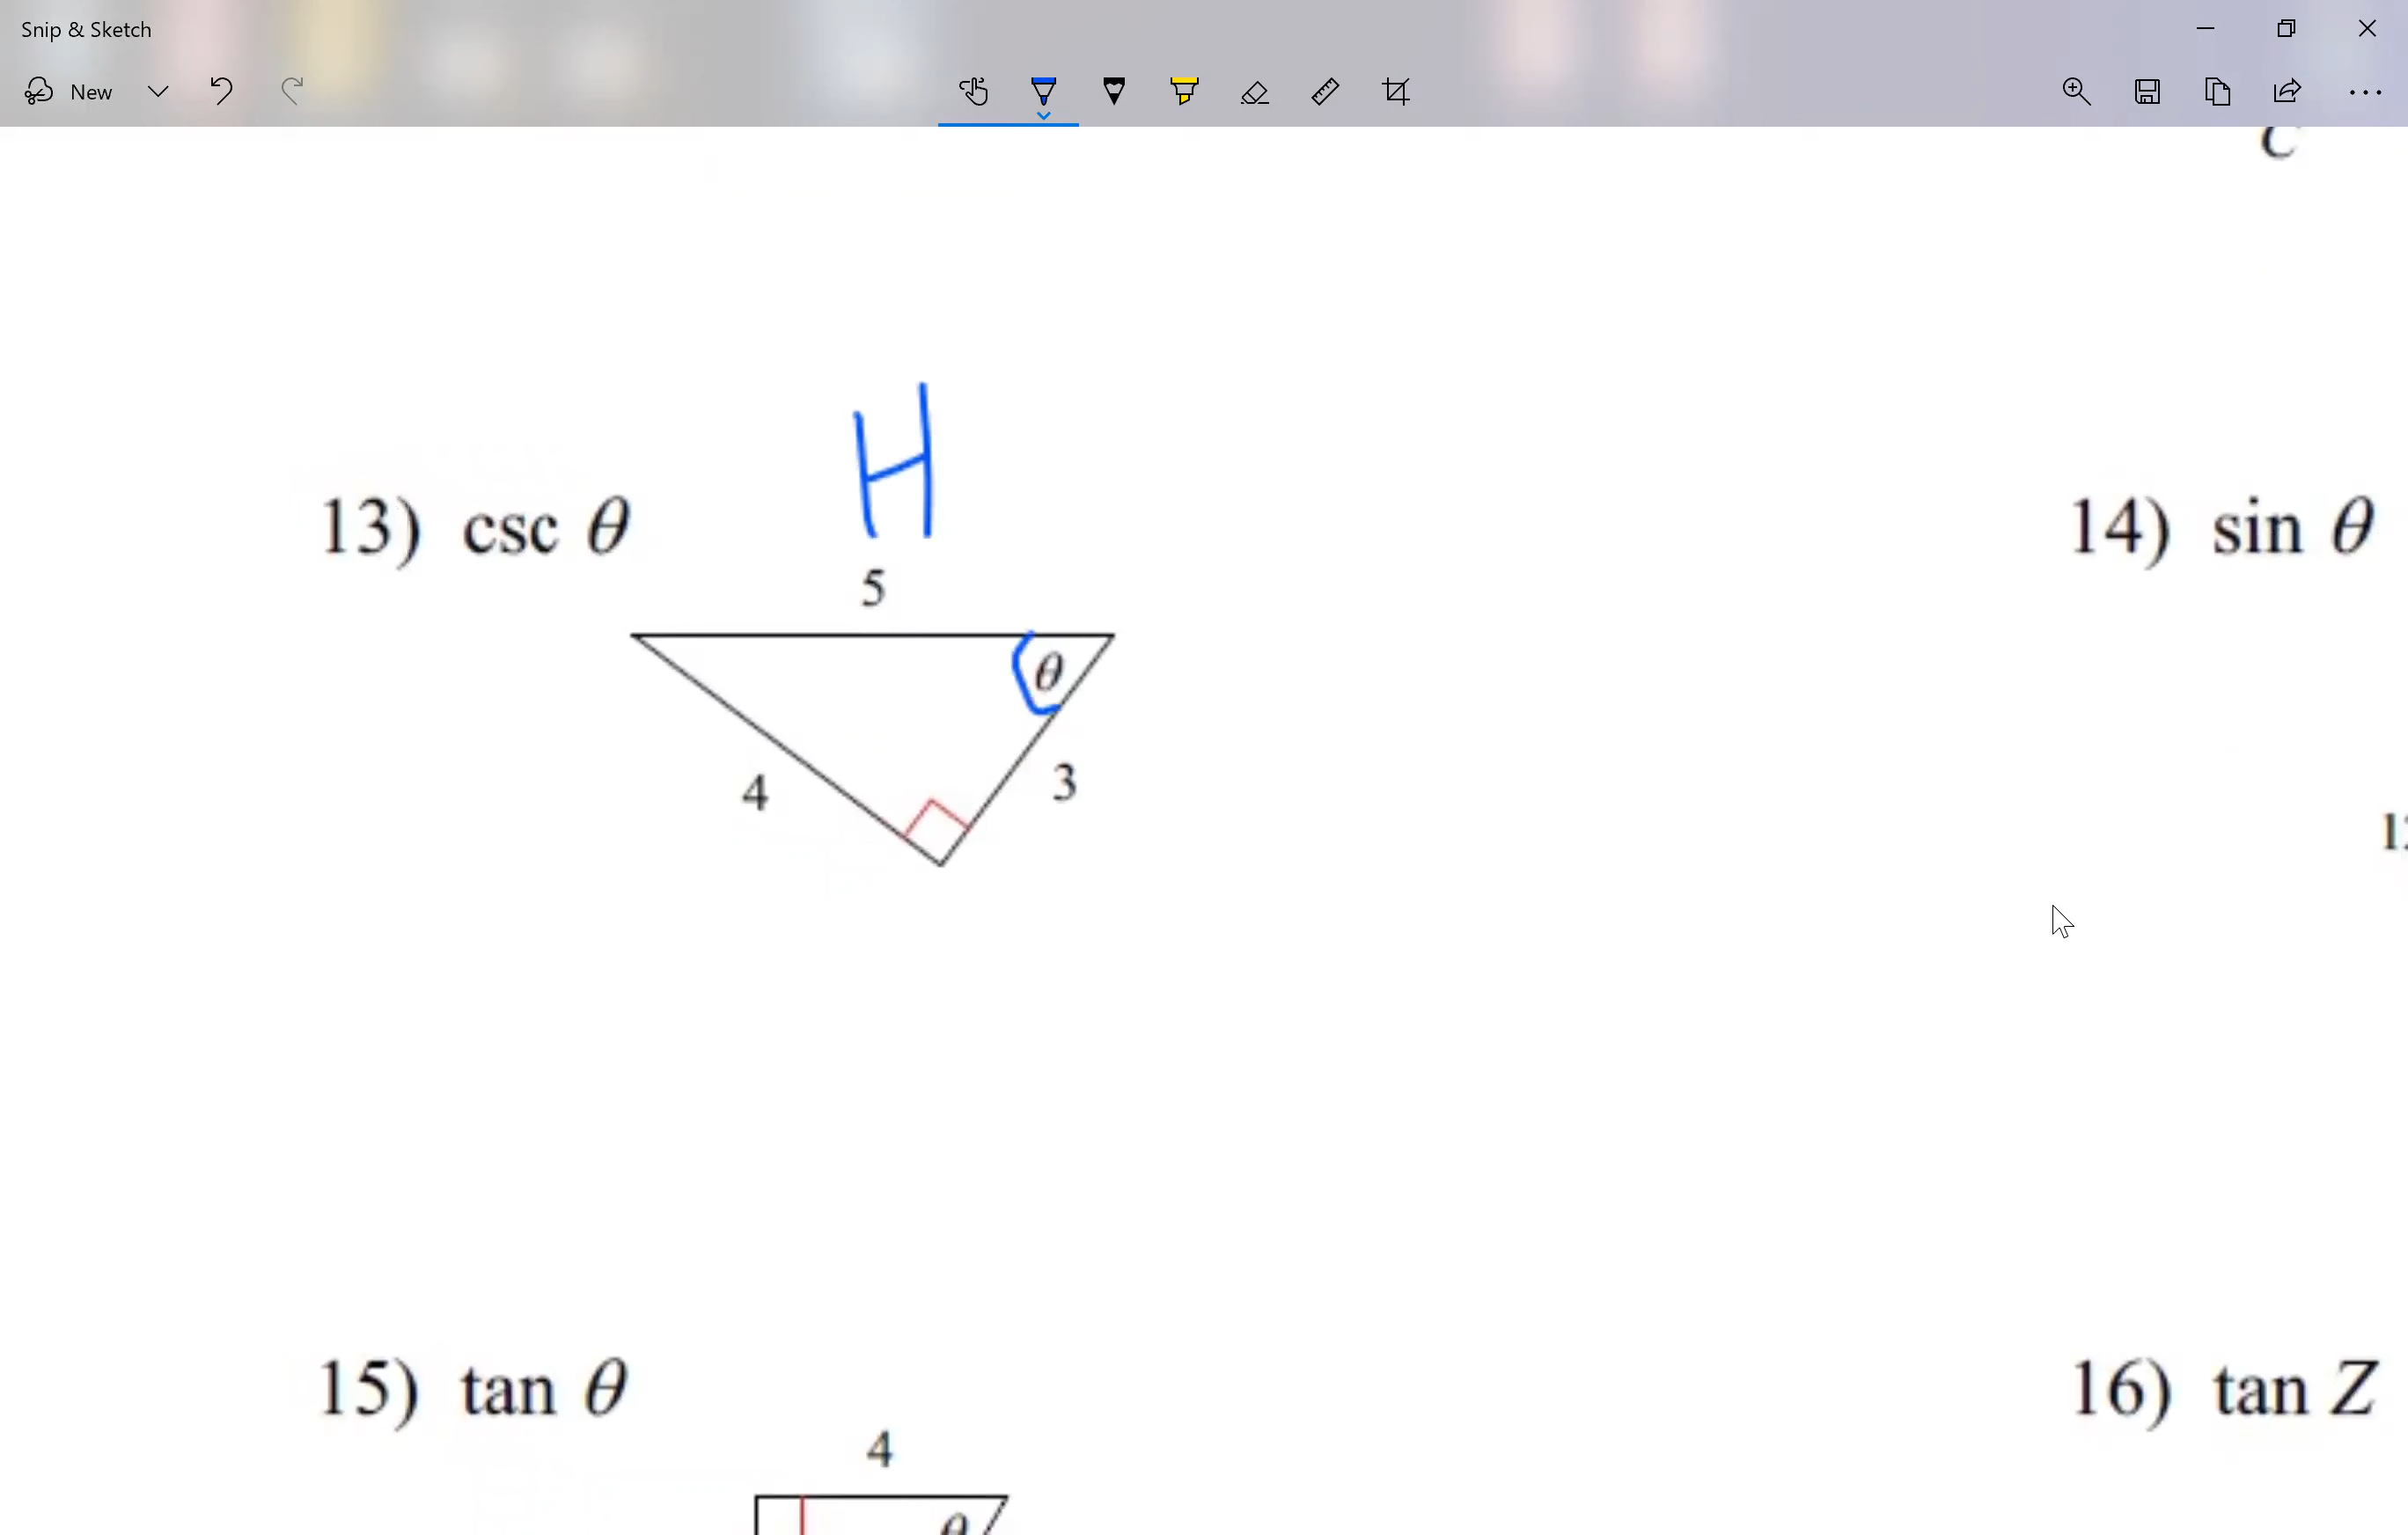 Snip & Sketch
New
C
H
13) csc θ
14) sin θ
5
θ
4
3
15) tan θ
16) tan Z
4
θ